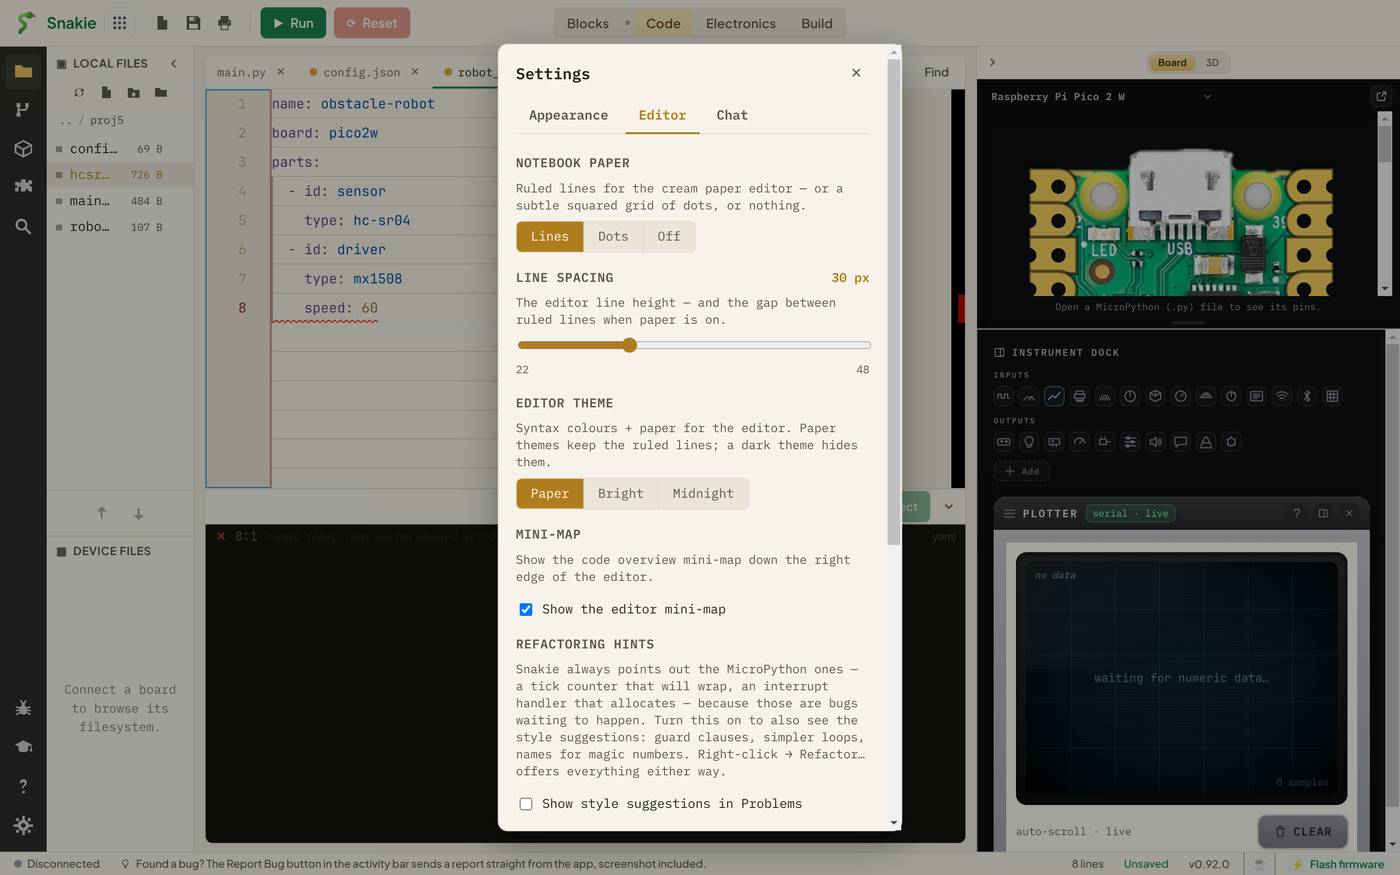 Snakie
Run
Reset
Blocks
Code
Electronics
Build
LOCAL FILES
.. / proj5
confi… 69 B
hcsr… 726 B
main… 484 B
robo… 107 B
DEVICE FILES
Connect a board
to browse its
filesystem.
main.py
config.json
robot_
Find
1 name: obstacle-robot
2 board: pico2w
3 parts:
4 - id: sensor
5 type: hc-sr04
6 - id: driver
7 type: mx1508
8 speed: 60
ect
8:1 Invalid YAML: Tabs are not allowed as
yaml
Settings
Appearance
Editor
Chat
NOTEBOOK PAPER
Ruled lines for the cream paper editor — or a
subtle squared grid of dots, or nothing.
Lines
Dots
Off
LINE SPACING
30 px
The editor line height — and the gap between
ruled lines when paper is on.
22
48
EDITOR THEME
Syntax colours + paper for the editor. Paper
themes keep the ruled lines; a dark theme hides
them.
Paper
Bright
Midnight
MINI-MAP
Show the code overview mini-map down the right
edge of the editor.
Show the editor mini-map
REFACTORING HINTS
Snakie always points out the MicroPython ones —
a tick counter that will wrap, an interrupt
handler that allocates — because those are bugs
waiting to happen. Turn this on to also see the
style suggestions: guard clauses, simpler loops,
names for magic numbers. Right-click → Refactor…
offers everything either way.
Show style suggestions in Problems
Board
3D
Raspberry Pi Pico 2 W
LED
USB
39
Open a MicroPython (.py) file to see its pins.
INSTRUMENT DOCK
INPUTS
OUTPUTS
Add
PLOTTER
serial · live
?
no data
waiting for numeric data…
0 samples
auto-scroll · live
CLEAR
Disconnected
Found a bug? The Report Bug button in the activity bar sends a report straight from the app, screenshot included.
8 lines
Unsaved
v0.92.0
Flash firmware